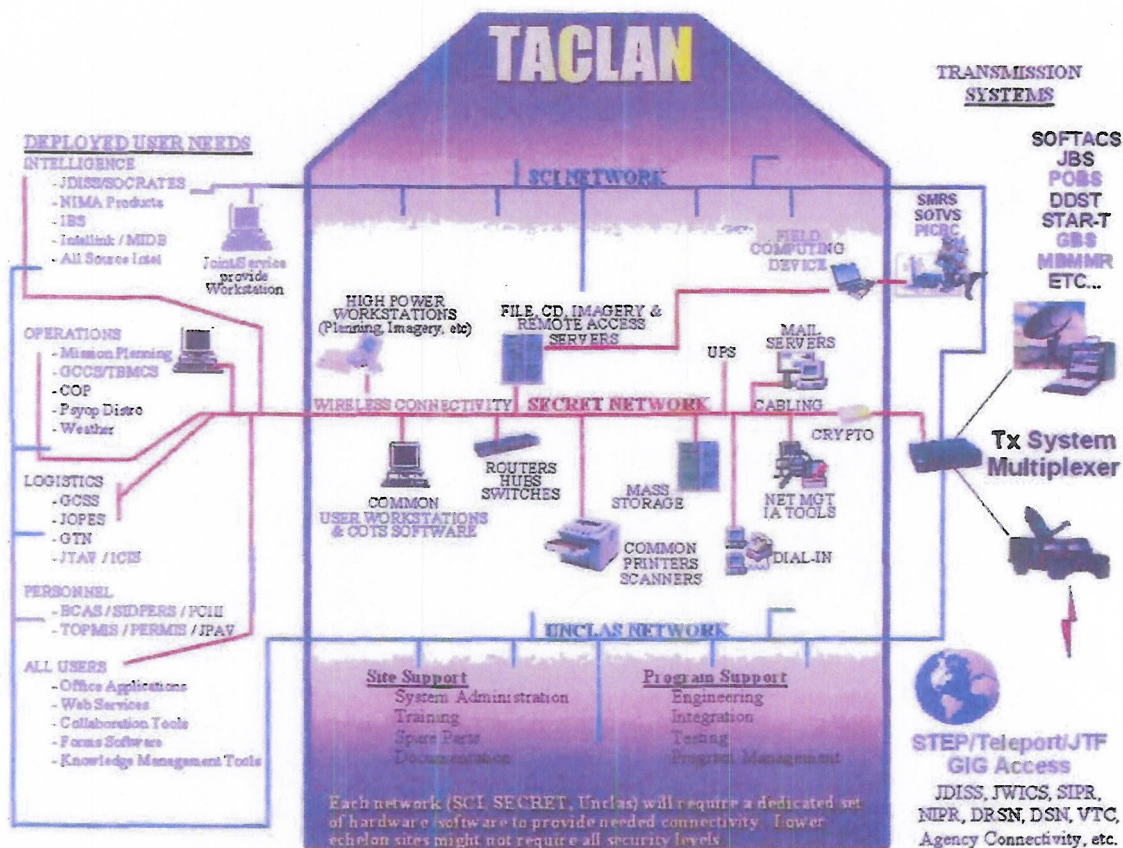 TACLAN
TRANSMISSION
SYSTEMS
SOFTACS
JBS
POBS
DDST
STAR-T
GBS
MBMMR
ETC...
DEPLOYED USER NEEDS
INTELLIGENCE
- JDISS/SOCRATES
- NIMA Products
- IBS
- Intellink / MIDB
- All Source Intel
Joint/Service
provide
Workstation
OPERATIONS
- Mission Planning
- GCCS/TBMCS
- COP
- Psyop Distro
- Weather
LOGISTICS
- GCSS
- JOPES
- GTN
- JTAV / ICIS
PERSONNEL
- BCAS / SIDPERS / PCIII
- TOPMIS / PERMIS / JPAV
ALL USERS
- Office Applications
- Web Services
- Collaboration Tools
- Forms Software
- Knowledge Management Tools
SCI NETWORK
SMRS
SOTVS
PICRC
FIELD
COMPUTING
DEVICE
HIGH POWER
WORKSTATIONS
(Planning, Imagery, etc)
FILE, CD, IMAGERY &
REMOTE ACCESS
SERVERS
UPS
MAIL
SERVERS
WIRELESS CONNECTIVITY
SECRET NETWORK
CABLING
CRYPTO
COMMON
USER WORKSTATIONS
& COTS SOFTWARE
ROUTERS
HUBS
SWITCHES
MASS
STORAGE
NET MGT
IA TOOLS
COMMON
PRINTERS
SCANNERS
DIAL-IN
Tx System
Multiplexer
UNCLAS NETWORK
Site Support
System Administration
Training
Spare Parts
Documentation
Program Support
Engineering
Integration
Testing
Program Management
Each network (SCI, SECRET, Unclas) will require a dedicated set
of hardware/software to provide needed connectivity. Lower
echelon sites might not require all security levels
STEP/Teleport/JTF
GIG Access
JDISS, JWICS, SIPR,
NIPR, DRSN, DSN, VTC,
Agency Connectivity, etc.